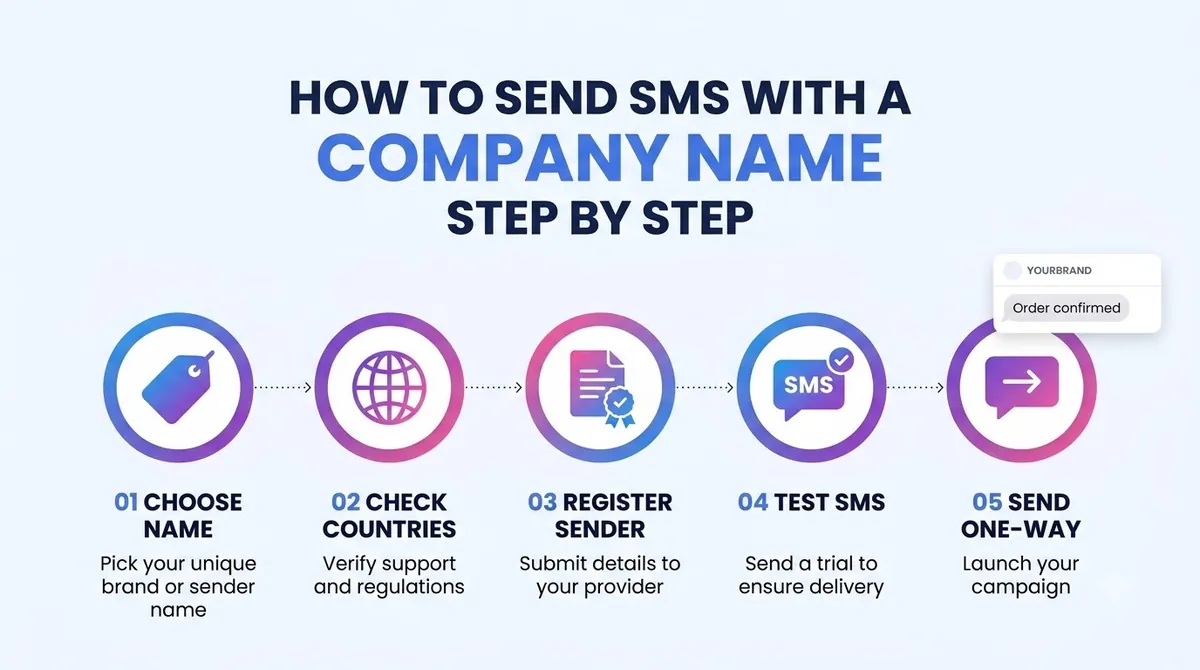 HOW TO SEND SMS WITH A
COMPANY NAME
STEP BY STEP
YOURBRAND
Order confirmed
SMS
01 CHOOSE
NAME
Pick your unique
brand or sender
name
02 CHECK
COUNTRIES
Verify support
and regulations
03 REGISTER
SENDER
Submit details to
your provider
04 TEST SMS
Send a trial to
ensure delivery
05 SEND
ONE-WAY
Launch your
campaign